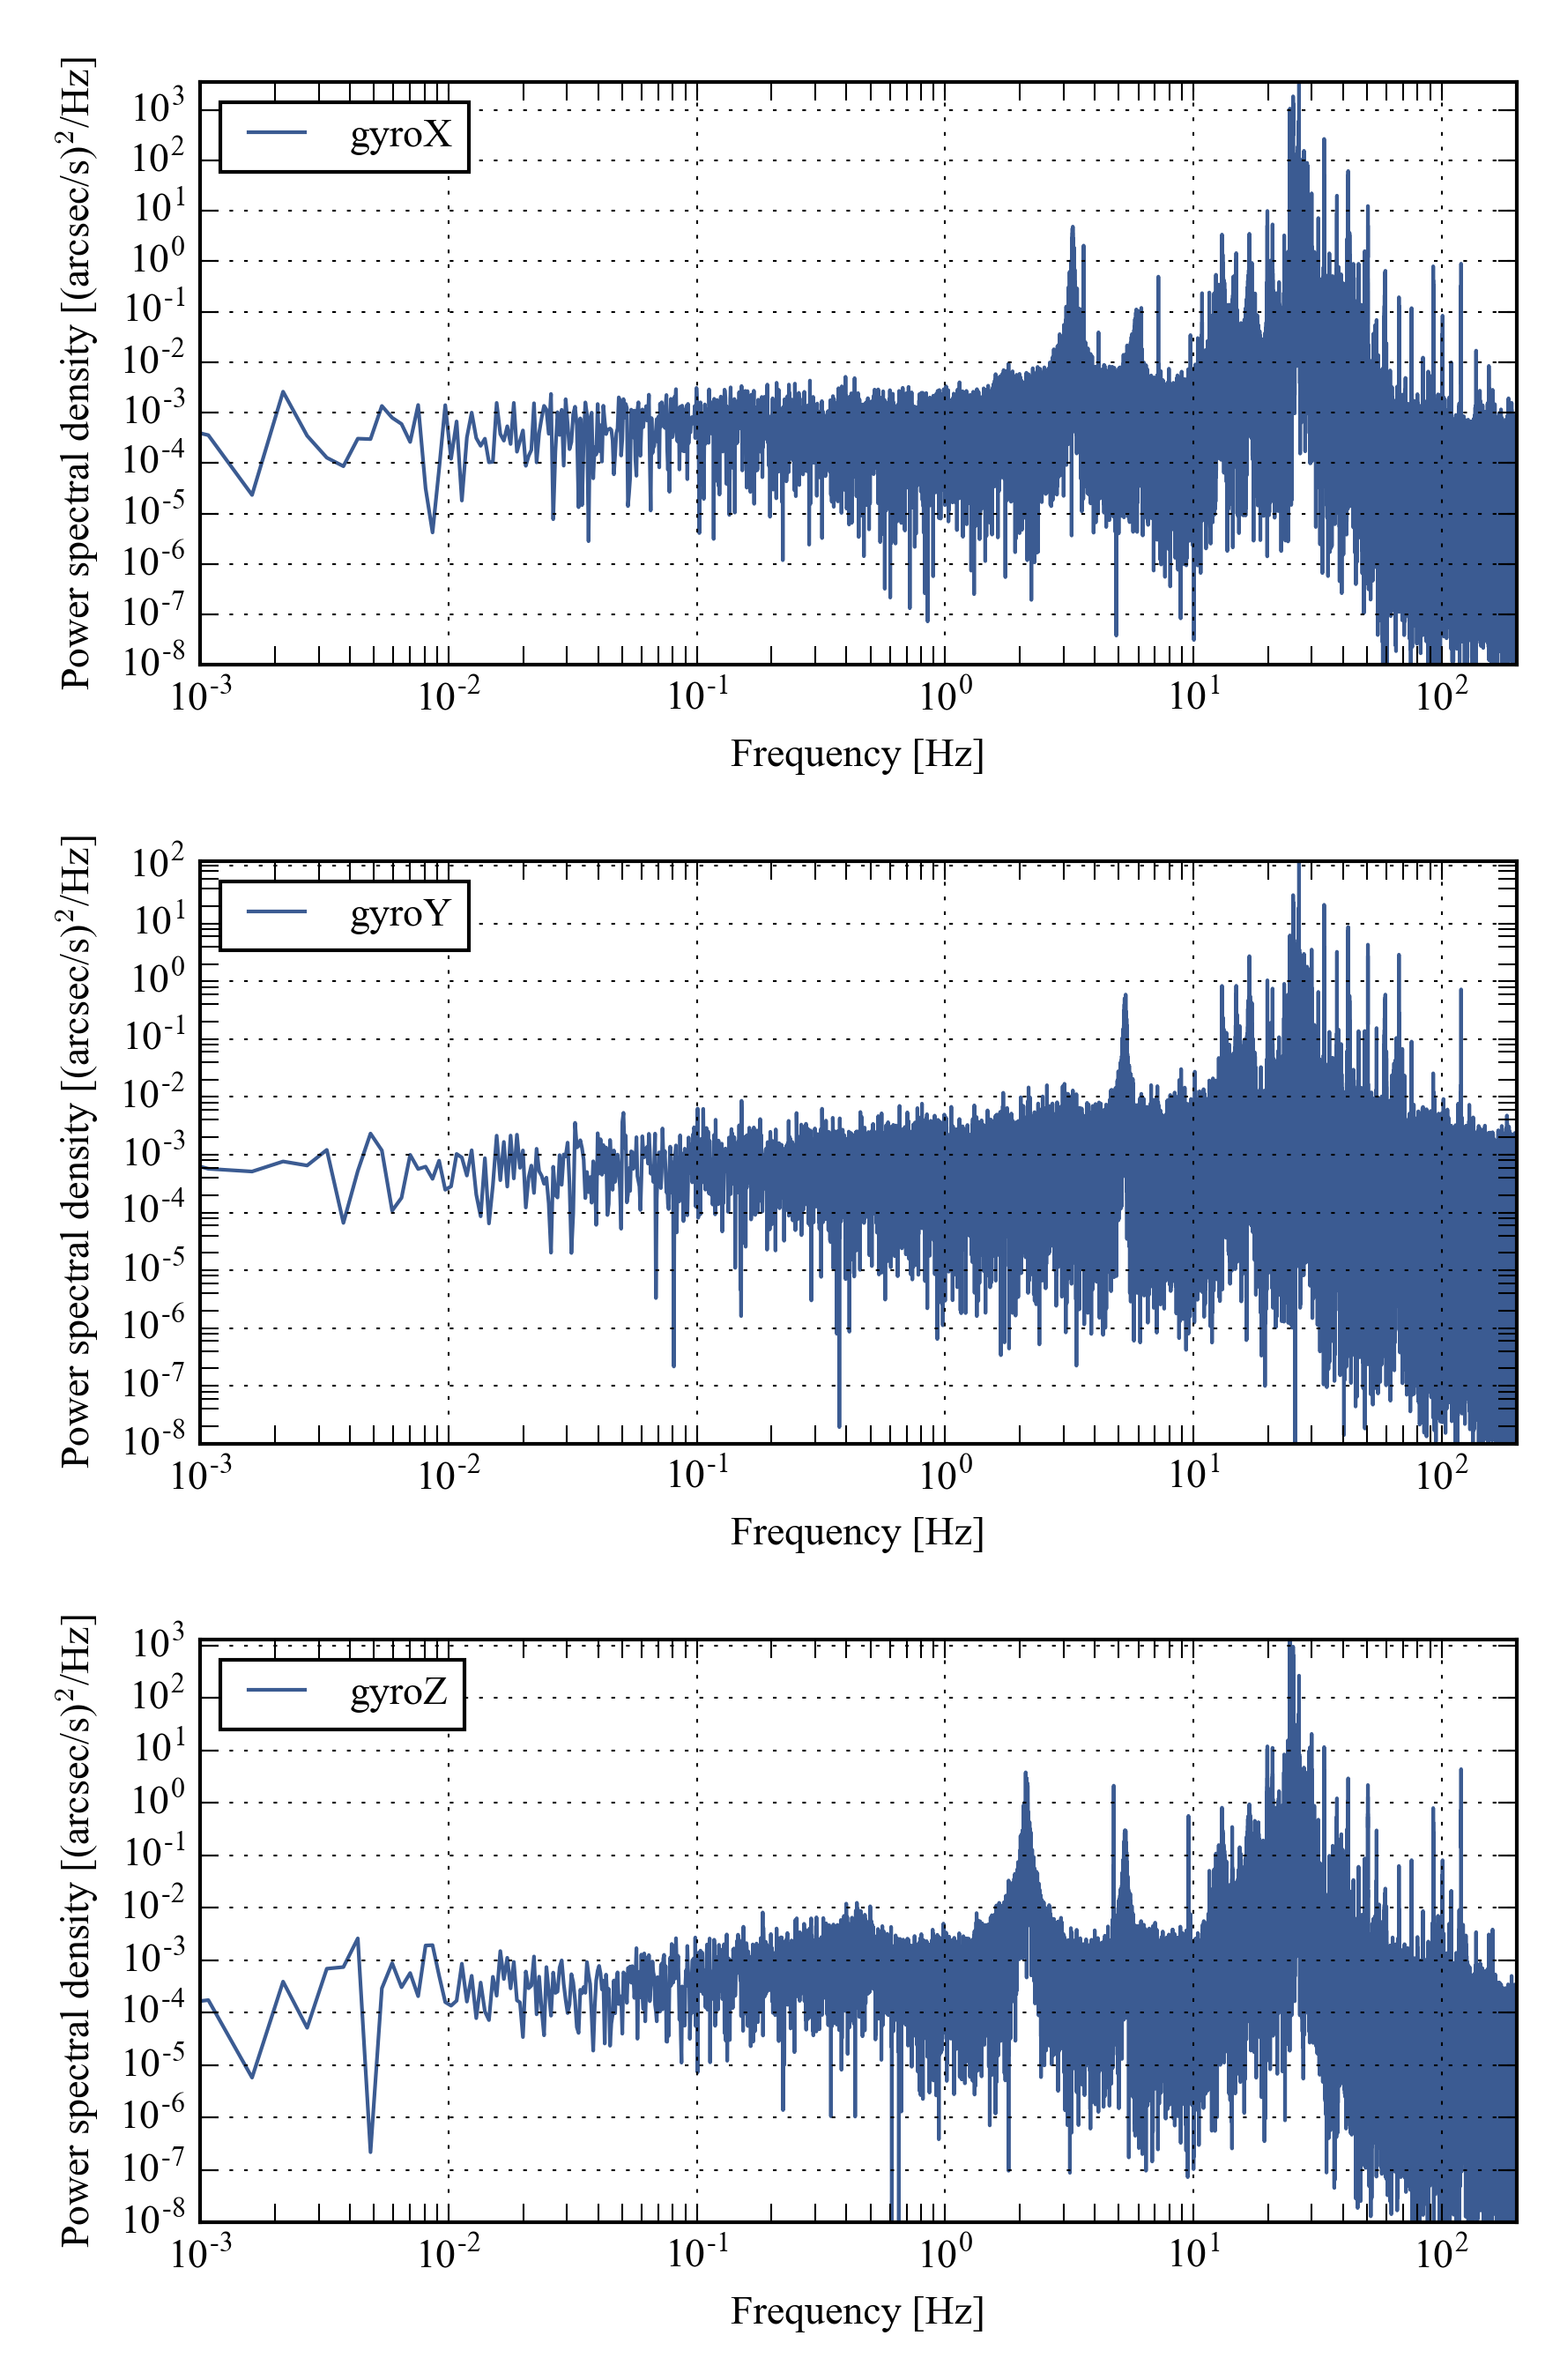 Power spectral density [(arcsec/s)²/Hz]
gyroX
10³
10²
10¹
10⁰
10⁻¹
10⁻²
10⁻³
10⁻⁴
10⁻⁵
10⁻⁶
10⁻⁷
10⁻⁸
10⁻³ 10⁻² 10⁻¹ 10⁰ 10¹ 10²
Frequency [Hz]
Power spectral density [(arcsec/s)²/Hz]
gyroY
10²
10¹
10⁰
10⁻¹
10⁻²
10⁻³
10⁻⁴
10⁻⁵
10⁻⁶
10⁻⁷
10⁻⁸
10⁻³ 10⁻² 10⁻¹ 10⁰ 10¹ 10²
Frequency [Hz]
Power spectral density [(arcsec/s)²/Hz]
gyroZ
10³
10²
10¹
10⁰
10⁻¹
10⁻²
10⁻³
10⁻⁴
10⁻⁵
10⁻⁶
10⁻⁷
10⁻⁸
10⁻³ 10⁻² 10⁻¹ 10⁰ 10¹ 10²
Frequency [Hz]